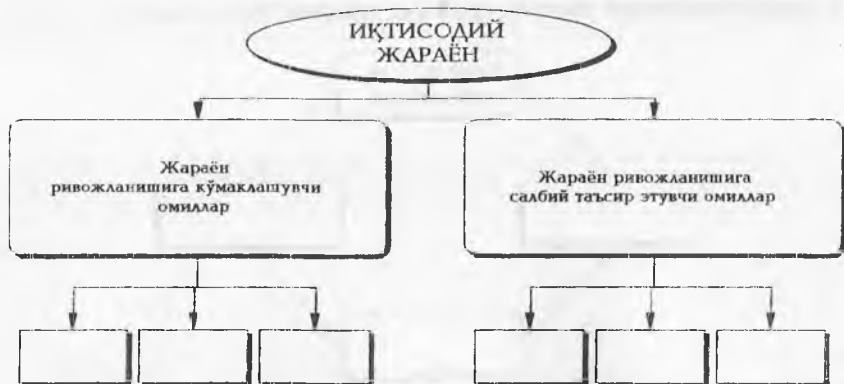 ИҚТИСОДИЙ
ЖАРАЁН
Жараён
ривожланишига кўмаклашувчи
омиллар
Жараён ривожланишига
салбий таъсир этувчи омиллар